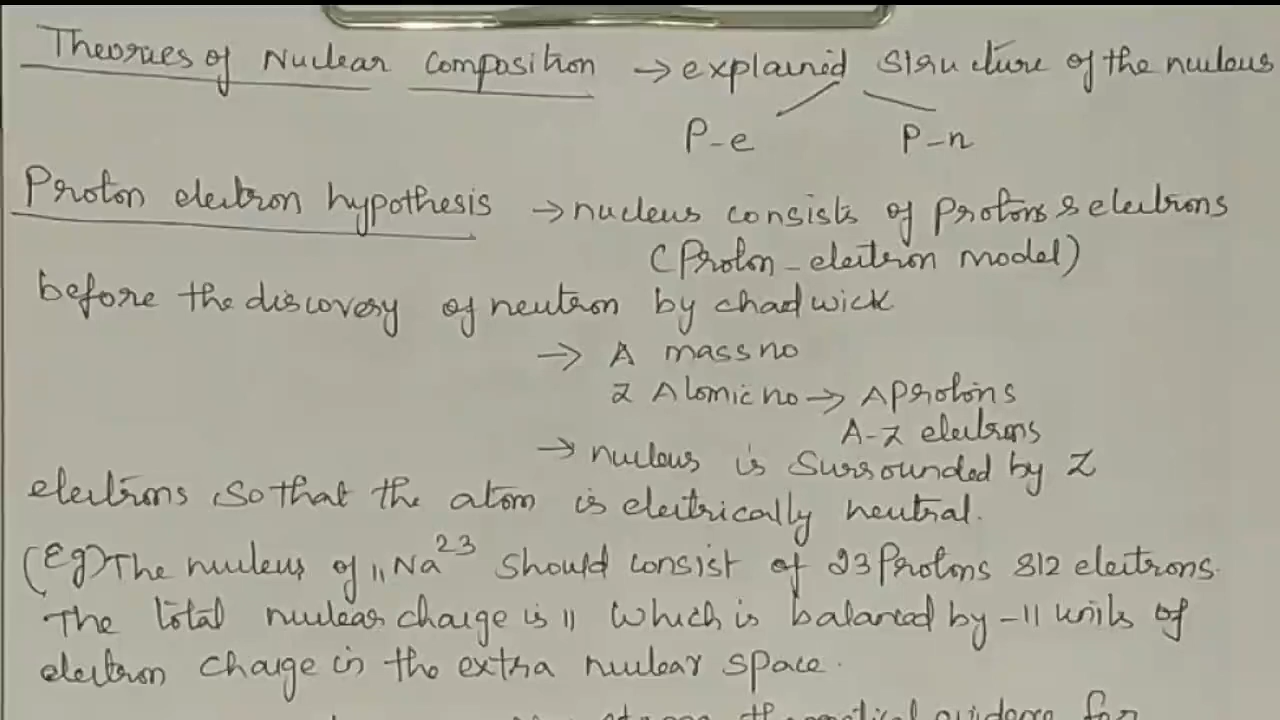 Theories of Nuclear Composition → explained structure of the nucleus
P-e P-n
Proton electron hypothesis → nucleus consists of protons & electrons
(Proton-electron model)
before the discovery of neutron by chadwick
→ A mass no
Z Atomic no → A protons
A-Z electrons
→ nucleus is surrounded by Z
electrons so that the atom is electrically neutral.
(Eg) The nucleus of 11Na23 should consist of 23 Protons &12 electrons.
The total nuclear charge is 11 which is balanced by -11 units of
electron charge in the extra nuclear space.
evidence for